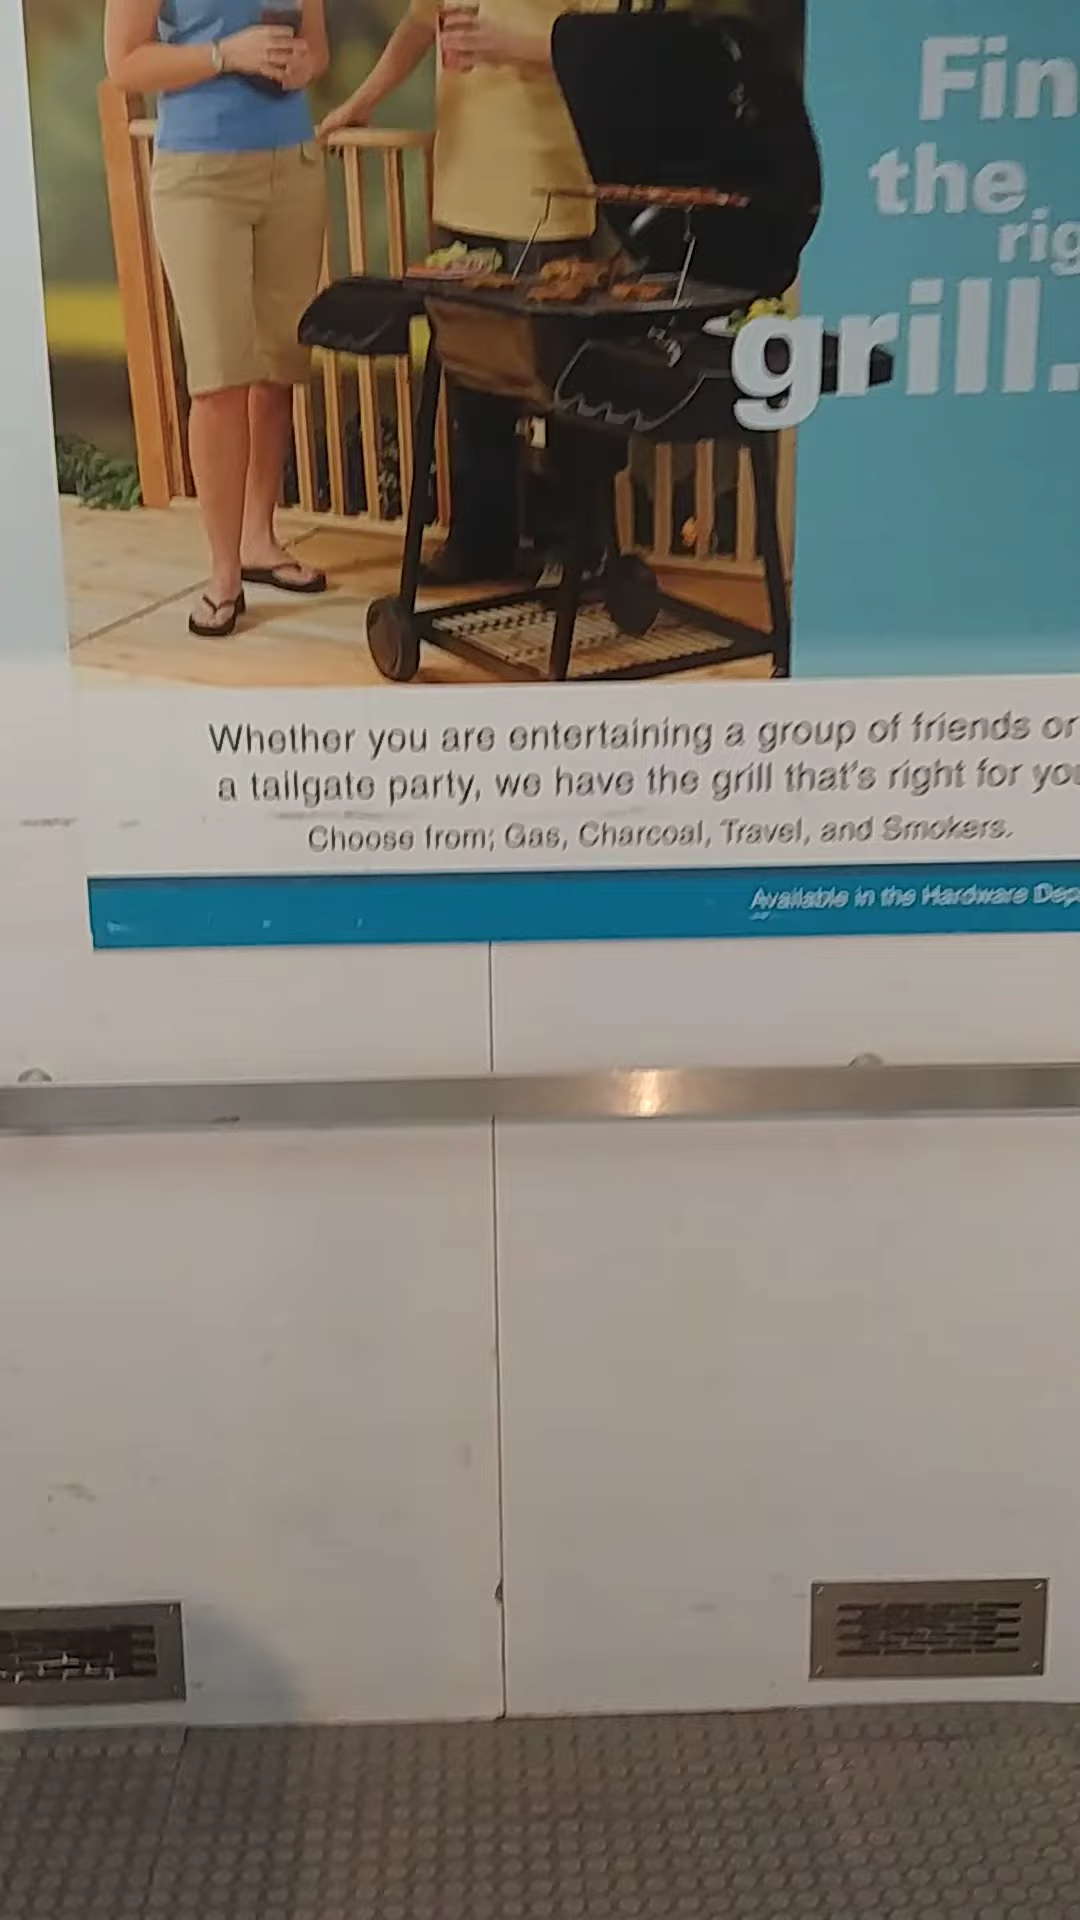 Fin
the
rig
grill.
Whether you are entertaining a group of friends or
a tailgate party, we have the grill that's right for you
Choose from; Gas, Charcoal, Travel, and Smokers.
Available in the Hardware Dep